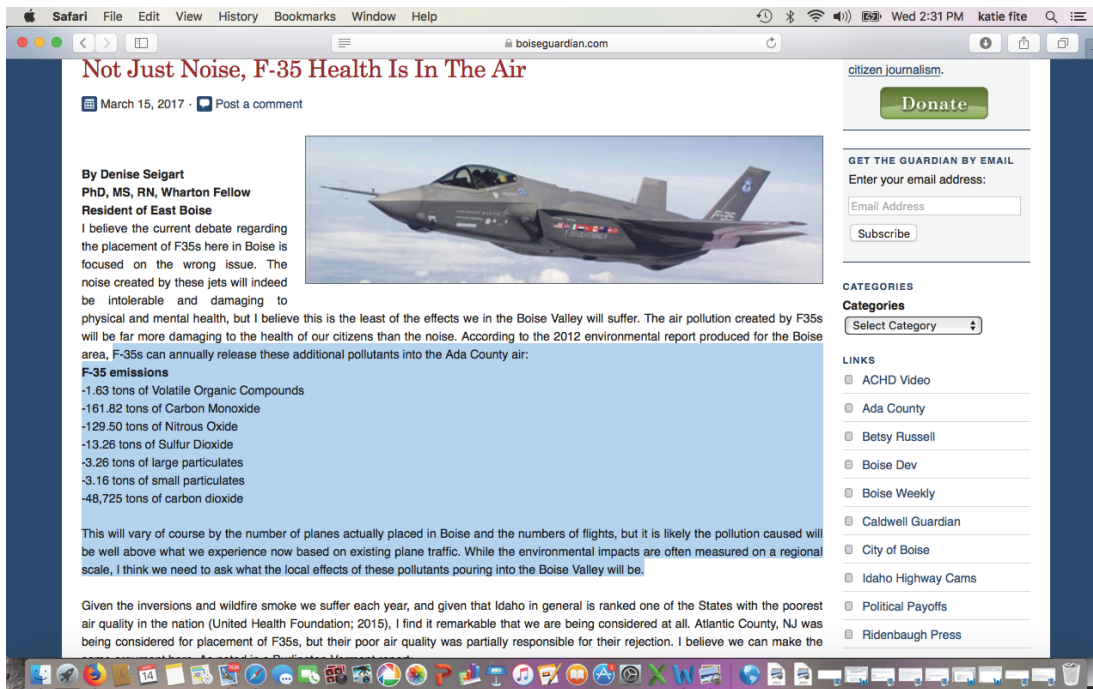 Safari File Edit View History Bookmarks Window Help Wed 2:31 PM katie fite
boiseguardian.com
Not Just Noise, F-35 Health Is In The Air
March 15, 2017 · Post a comment
By Denise Seigart
PhD, MS, RN, Wharton Fellow
Resident of East Boise
I believe the current debate regarding
the placement of F35s here in Boise is
focused on the wrong issue. The
noise created by these jets will indeed
be intolerable and damaging to
physical and mental health, but I believe this is the least of the effects we in the Boise Valley will suffer. The air pollution created by F35s
will be far more damaging to the health of our citizens than the noise. According to the 2012 environmental report produced for the Boise
area, F-35s can annually release these additional pollutants into the Ada County air:
F-35 emissions
-1.63 tons of Volatile Organic Compounds
-161.82 tons of Carbon Monoxide
-129.50 tons of Nitrous Oxide
-13.26 tons of Sulfur Dioxide
-3.26 tons of large particulates
-3.16 tons of small particulates
-48,725 tons of carbon dioxide
This will vary of course by the number of planes actually placed in Boise and the numbers of flights, but it is likely the pollution caused will
be well above what we experience now based on existing plane traffic. While the environmental impacts are often measured on a regional
scale, I think we need to ask what the local effects of these pollutants pouring into the Boise Valley will be.
Given the inversions and wildfire smoke we suffer each year, and given that Idaho in general is ranked one of the States with the poorest
air quality in the nation (United Health Foundation; 2015), I find it remarkable that we are being considered at all. Atlantic County, NJ was
being considered for placement of F35s, but their poor air quality was partially responsible for their rejection. I believe we can make the
citizen journalism.
Donate
GET THE GUARDIAN BY EMAIL
Enter your email address:
Email Address
Subscribe
CATEGORIES
Categories
Select Category
LINKS
ACHD Video
Ada County
Betsy Russell
Boise Dev
Boise Weekly
Caldwell Guardian
City of Boise
Idaho Highway Cams
Political Payoffs
Ridenbaugh Press
F-35
14